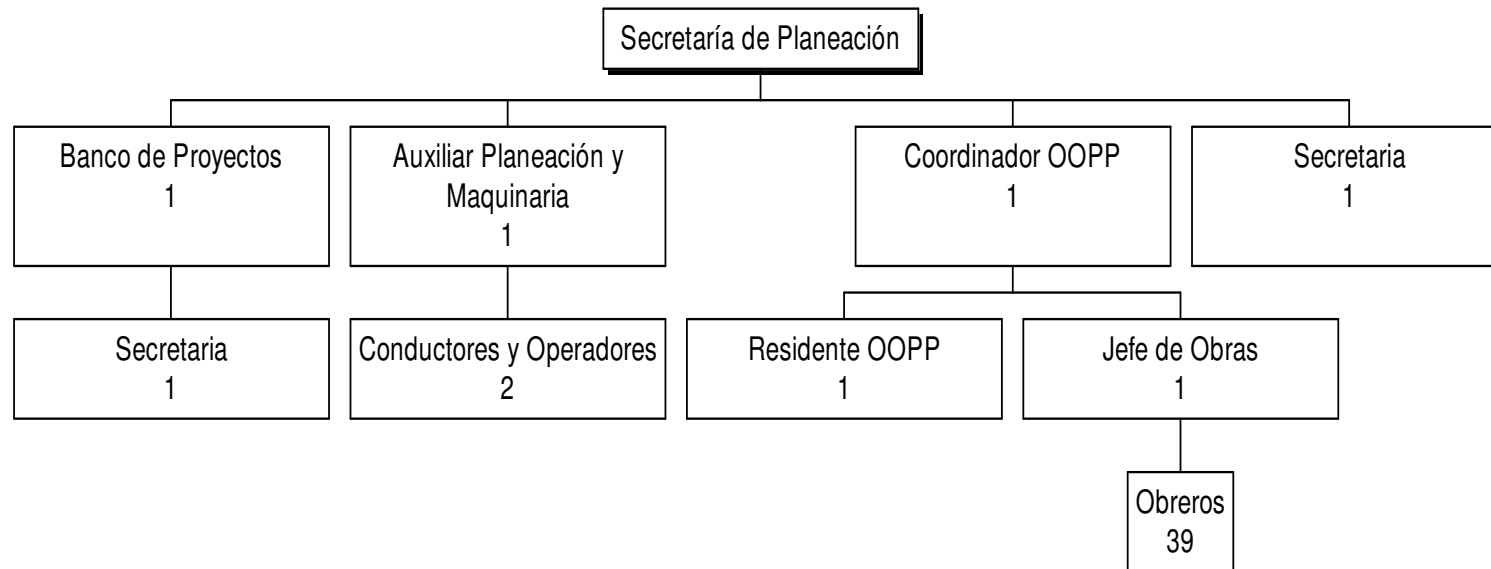 Secretaría de Planeación
Banco de Proyectos
1
Auxiliar Planeación y
Maquinaria
1
Coordinador OOPP
1
Secretaria
1
Secretaria
1
Conductores y Operadores
2
Residente OOPP
1
Jefe de Obras
1
Obreros
39